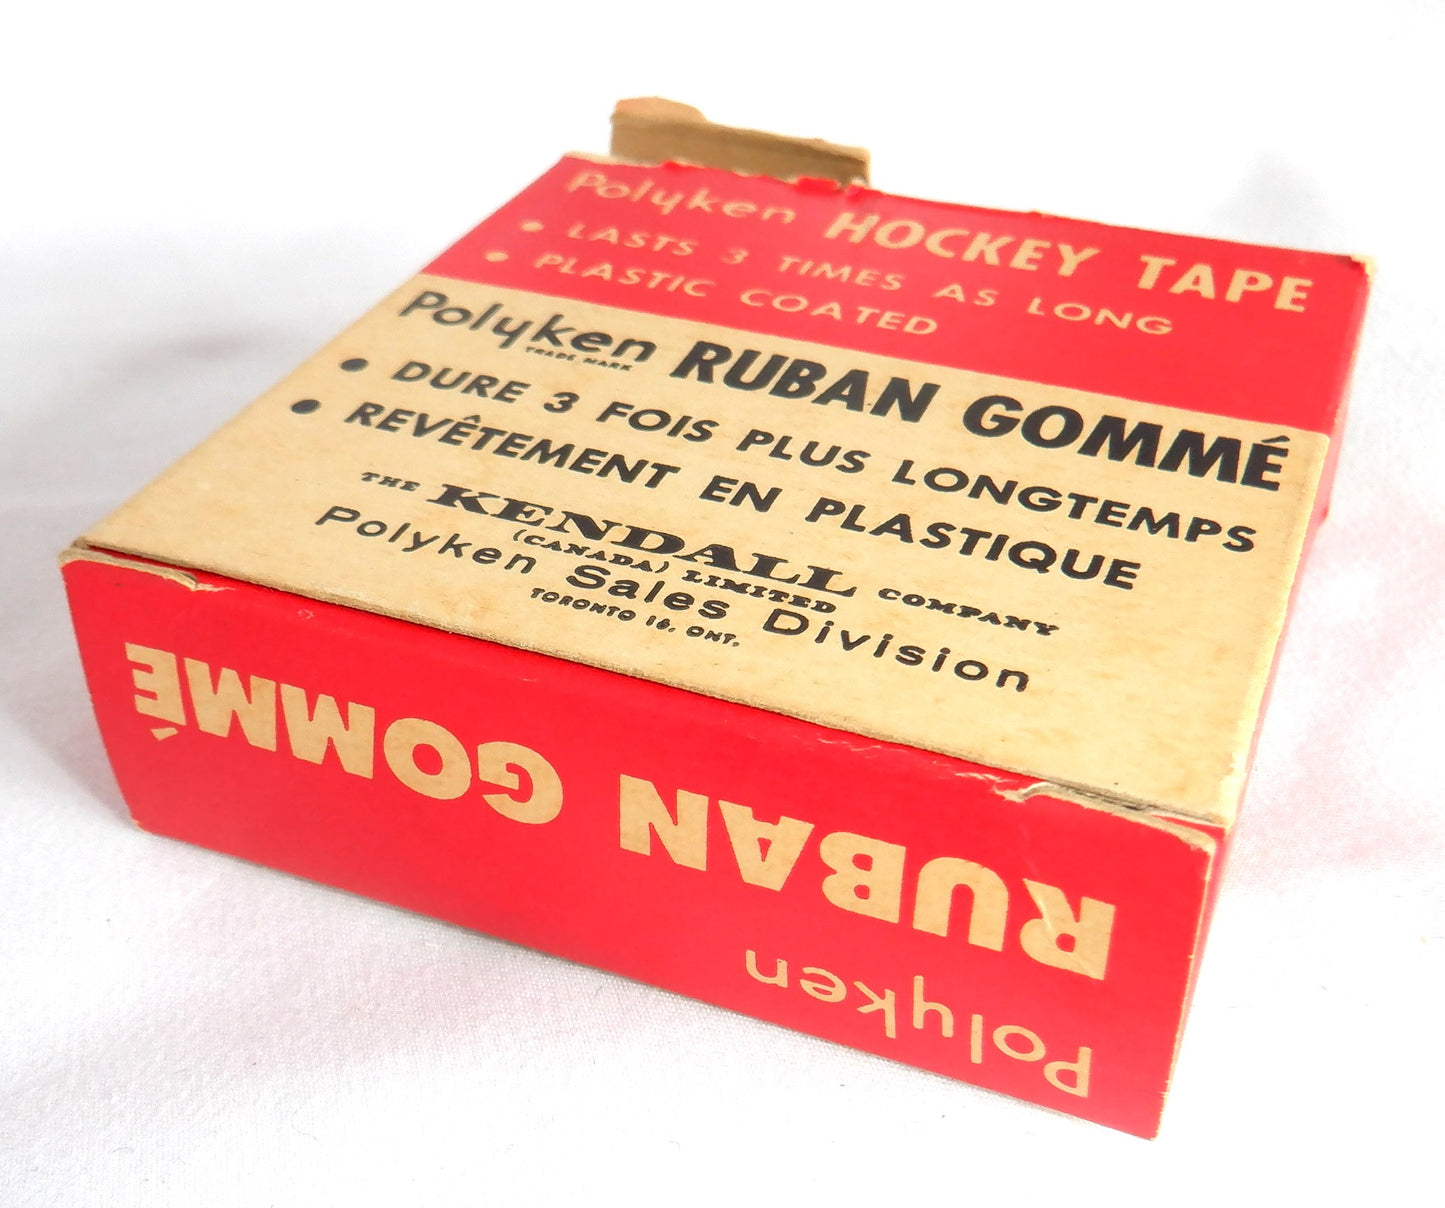 Polyken HOCKEY TAPE
• LASTS 3 TIMES AS LONG
• PLASTIC COATED
Polyken RUBAN GOMMÉ
TRADE MARK
• DURE 3 FOIS PLUS LONGTEMPS
• REVÊTEMENT EN PLASTIQUE
THE KENDALL COMPANY
(CANADA) LIMITED
Polyken Sales Division
TORONTO 16, ONT.
Polyken
RUBAN GOMMÉ